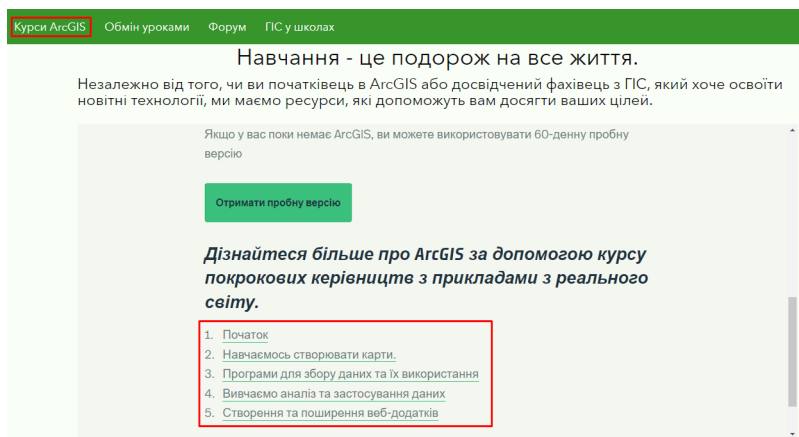 Курси ArcGIS Обмін уроками Форум ГІС у школах
Навчання - це подорож на все життя.
Незалежно від того, чи ви початківець в ArcGIS або досвідчений фахівець з ГІС, який хоче освоїти
новітні технології, ми маємо ресурси, які допоможуть вам досягти ваших цілей.
Якщо у вас поки немає ArcGIS, ви можете використовувати 60-денну пробну
версію
Отримати пробну версію
Дізнайтеся більше про ArcGIS за допомогою курсу
покрокових керівництв з прикладами з реального
світу.
1. Початок
2. Навчаємось створювати карти.
3. Програми для збору даних та їх використання
4. Вивчаємо аналіз та застосування даних
5. Створення та поширення веб-додатків